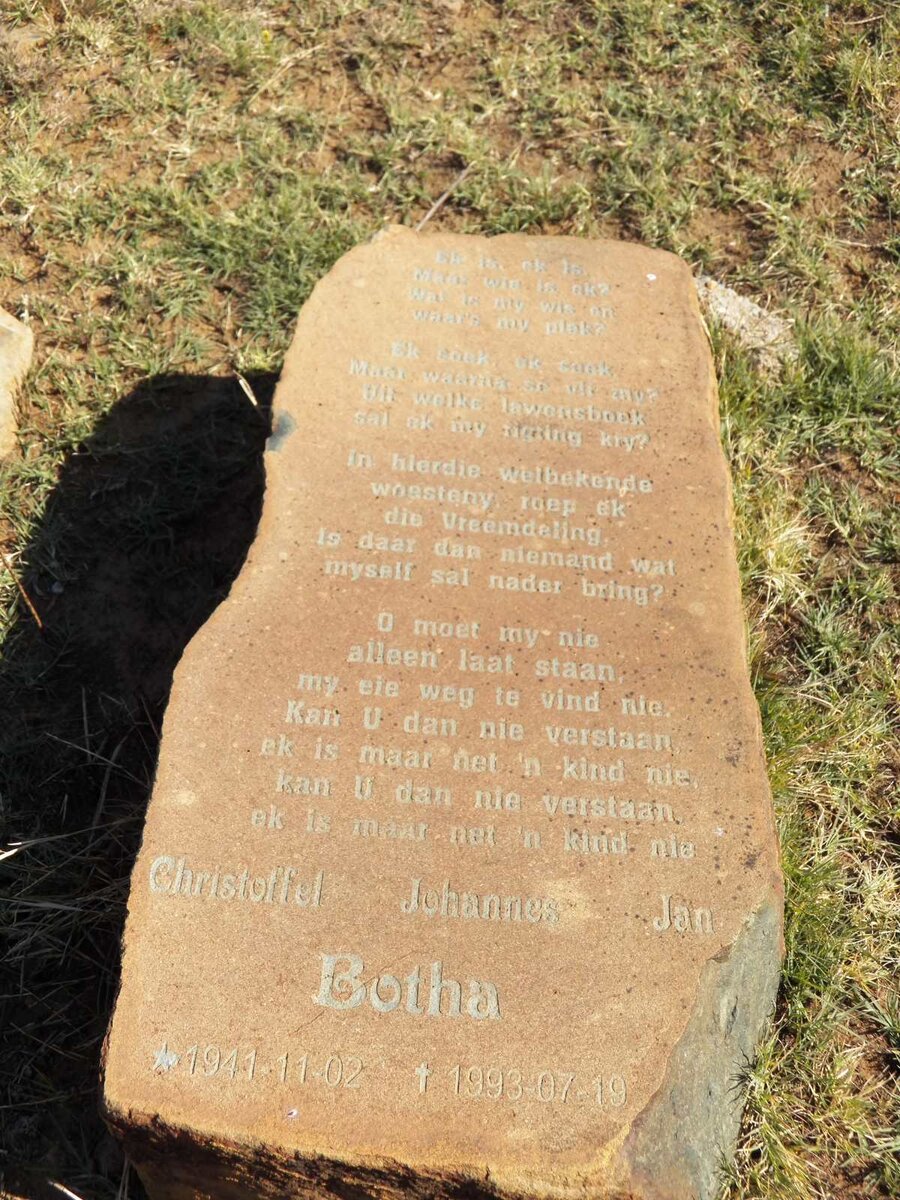 Ek is, ek is,
Maar wie is ek?
Wat is my wis en
waar's my plek?
Ek soek, ek soek,
Maar waarna se vir my?
Uit welke lewensboek
sal ek my rigting kry?
In hierdie welbekende
woesteny, roep ek
die Vreemdeling,
Is daar dan niemand wat
myself sal nader bring?
O moet my nie
alleen laat staan,
my eie weg te vind nie.
Kan U dan nie verstaan
ek is maar net 'n kind nie,
kan U dan nie verstaan,
ek is maar net 'n kind nie
Christoffel Johannes Jan
Botha
1941-11-02 1993-07-19